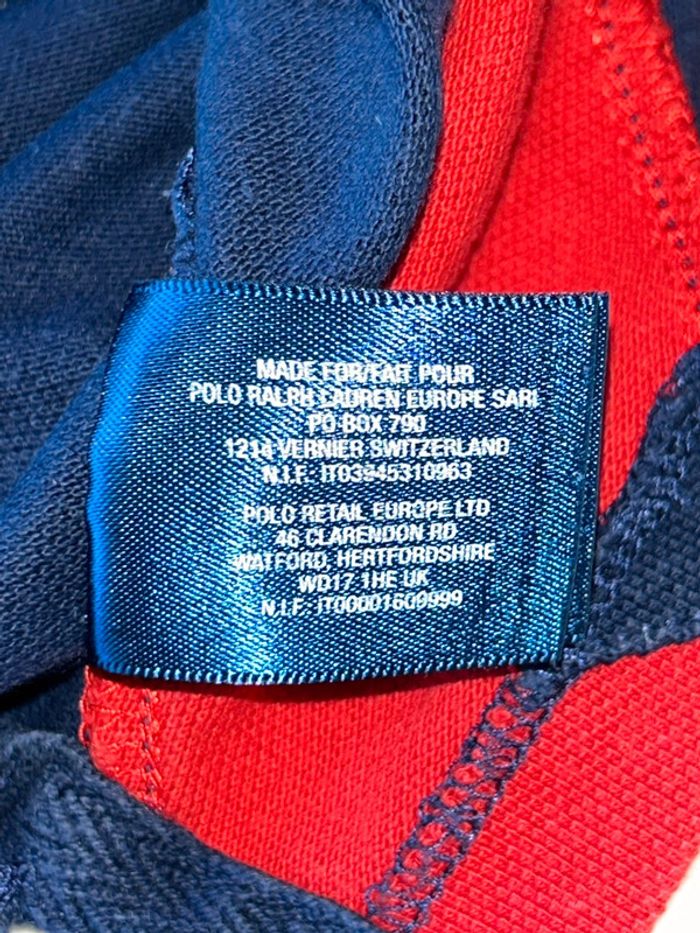 MADE FOR/FAIT POUR
POLO RALPH LAUREN EUROPE SARL
PO BOX 790
1214 VERNIER SWITZERLAND
N.I.F: IT03945310963
POLO RETAIL EUROPE LTD
46 CLARENDON RD
WATFORD, HERTFORDSHIRE
WD17 1HE UK
N.I.F: IT00001609999